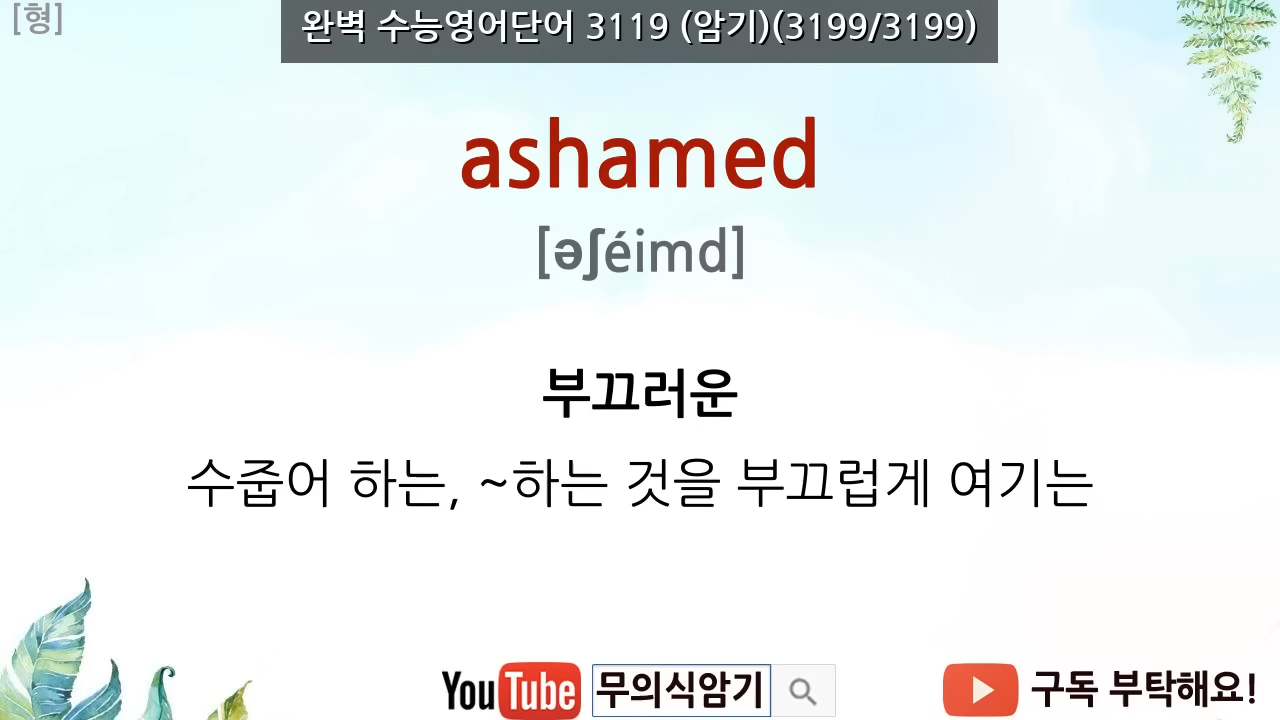 [형]
완벽 수능영어단어 3119 (암기)(3199/3199)
ashamed
[əʃéimd]
부끄러운
수줍어 하는, ~하는 것을 부끄럽게 여기는
YouTube 무의식암기
구독 부탁해요!